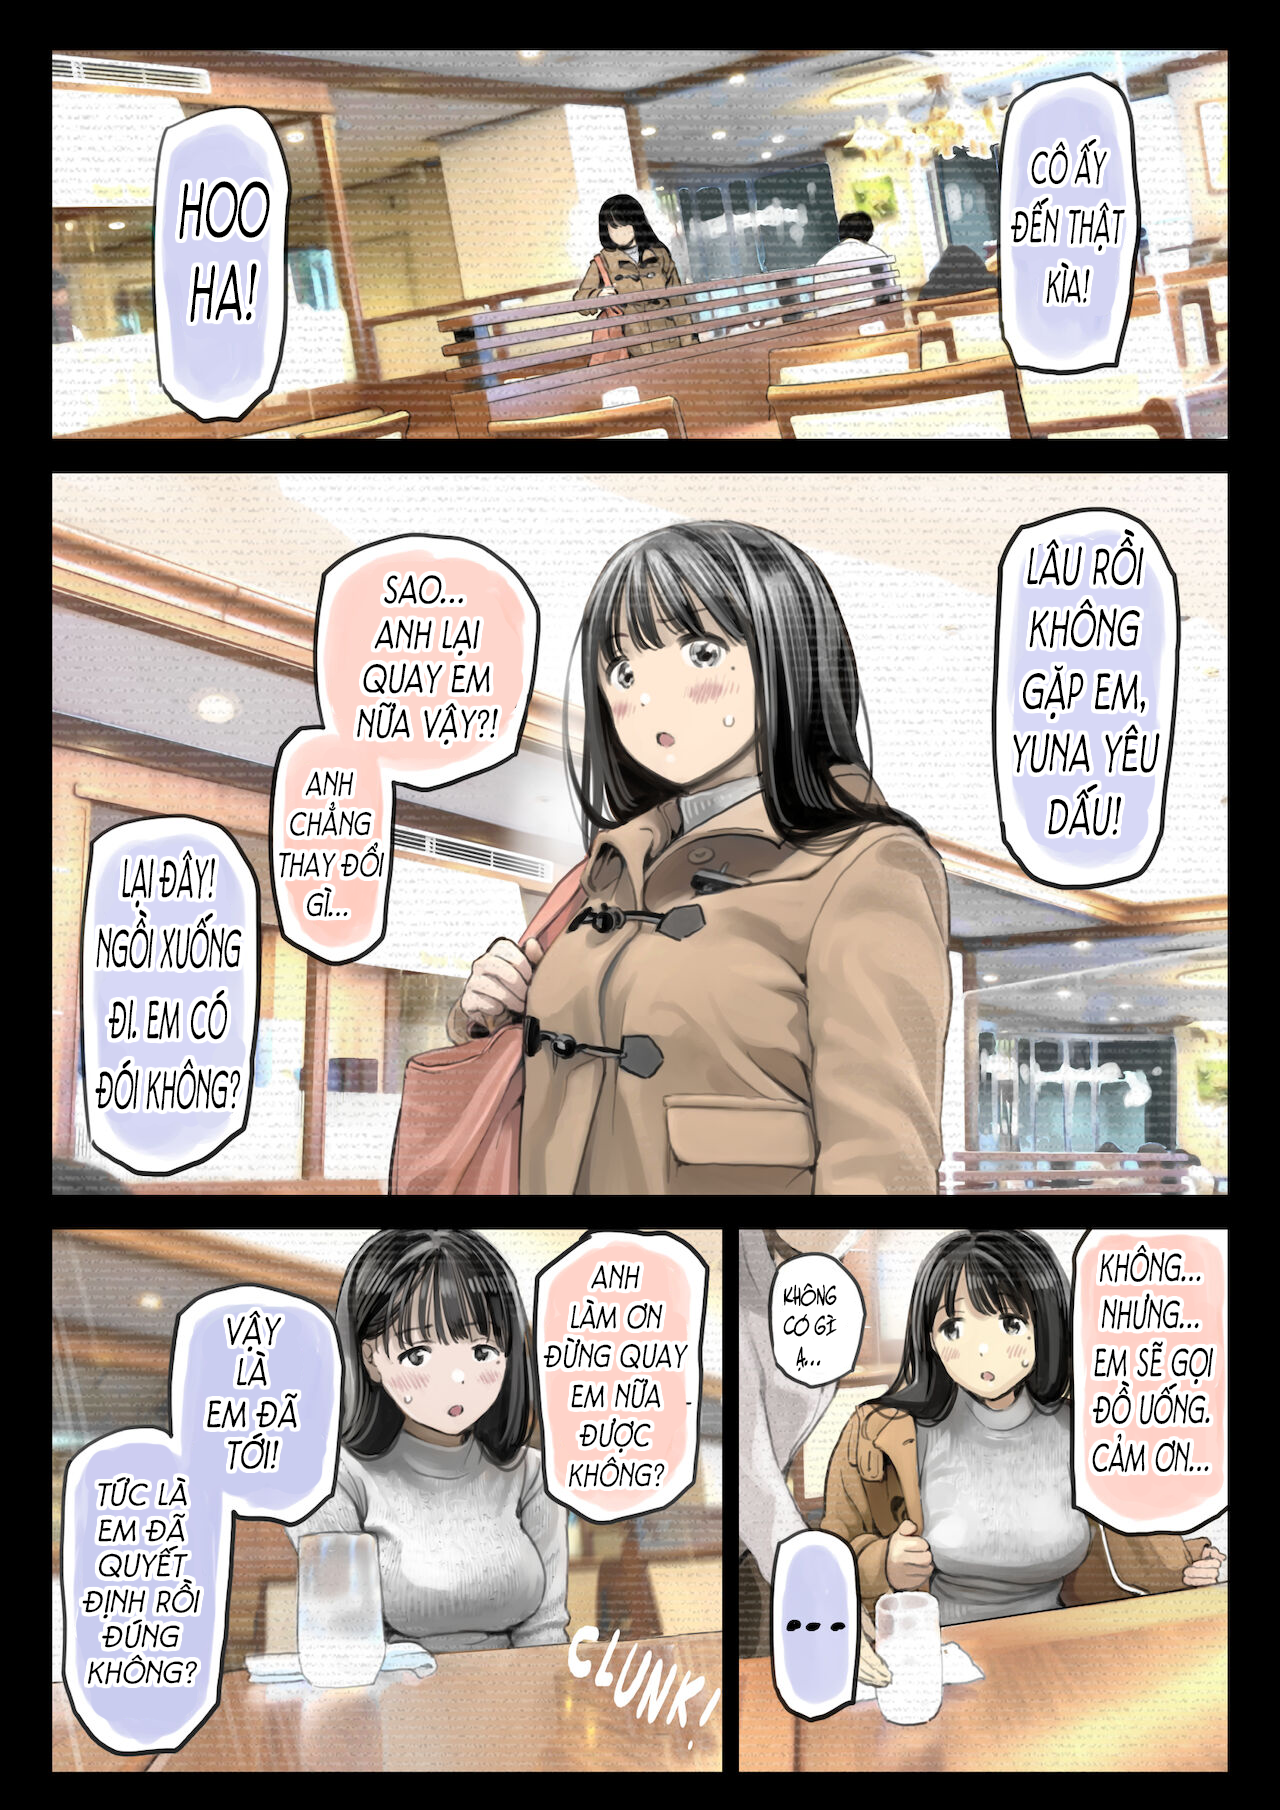 CÔ ẤY
ĐẾN THẬT
KÌA!
HOO
HA!
LÂU RỒI
KHÔNG
GẶP EM,
YUNA YÊU
DẤU!
SAO...
ANH LẠI
QUAY EM
NỮA VẬY?!
ANH
CHẲNG
THAY ĐỔI
GÌ...
LẠI ĐÂY!
NGỒI XUỐNG
ĐI. EM CÓ
ĐÓI KHÔNG?
KHÔNG...
NHƯNG...
EM SẼ GỌI
ĐỒ UỐNG.
CẢM ƠN...
KHÔNG
CÓ GÌ
Ạ...
....
ANH
LÀM ƠN
ĐỪNG QUAY
EM NỮA
ĐƯỢC
KHÔNG?
VẬY
LÀ
EM ĐÃ
TỚI!
TỨC LÀ
EM ĐÃ
QUYẾT
ĐỊNH RỒI
ĐÚNG
KHÔNG?
CLUNK!